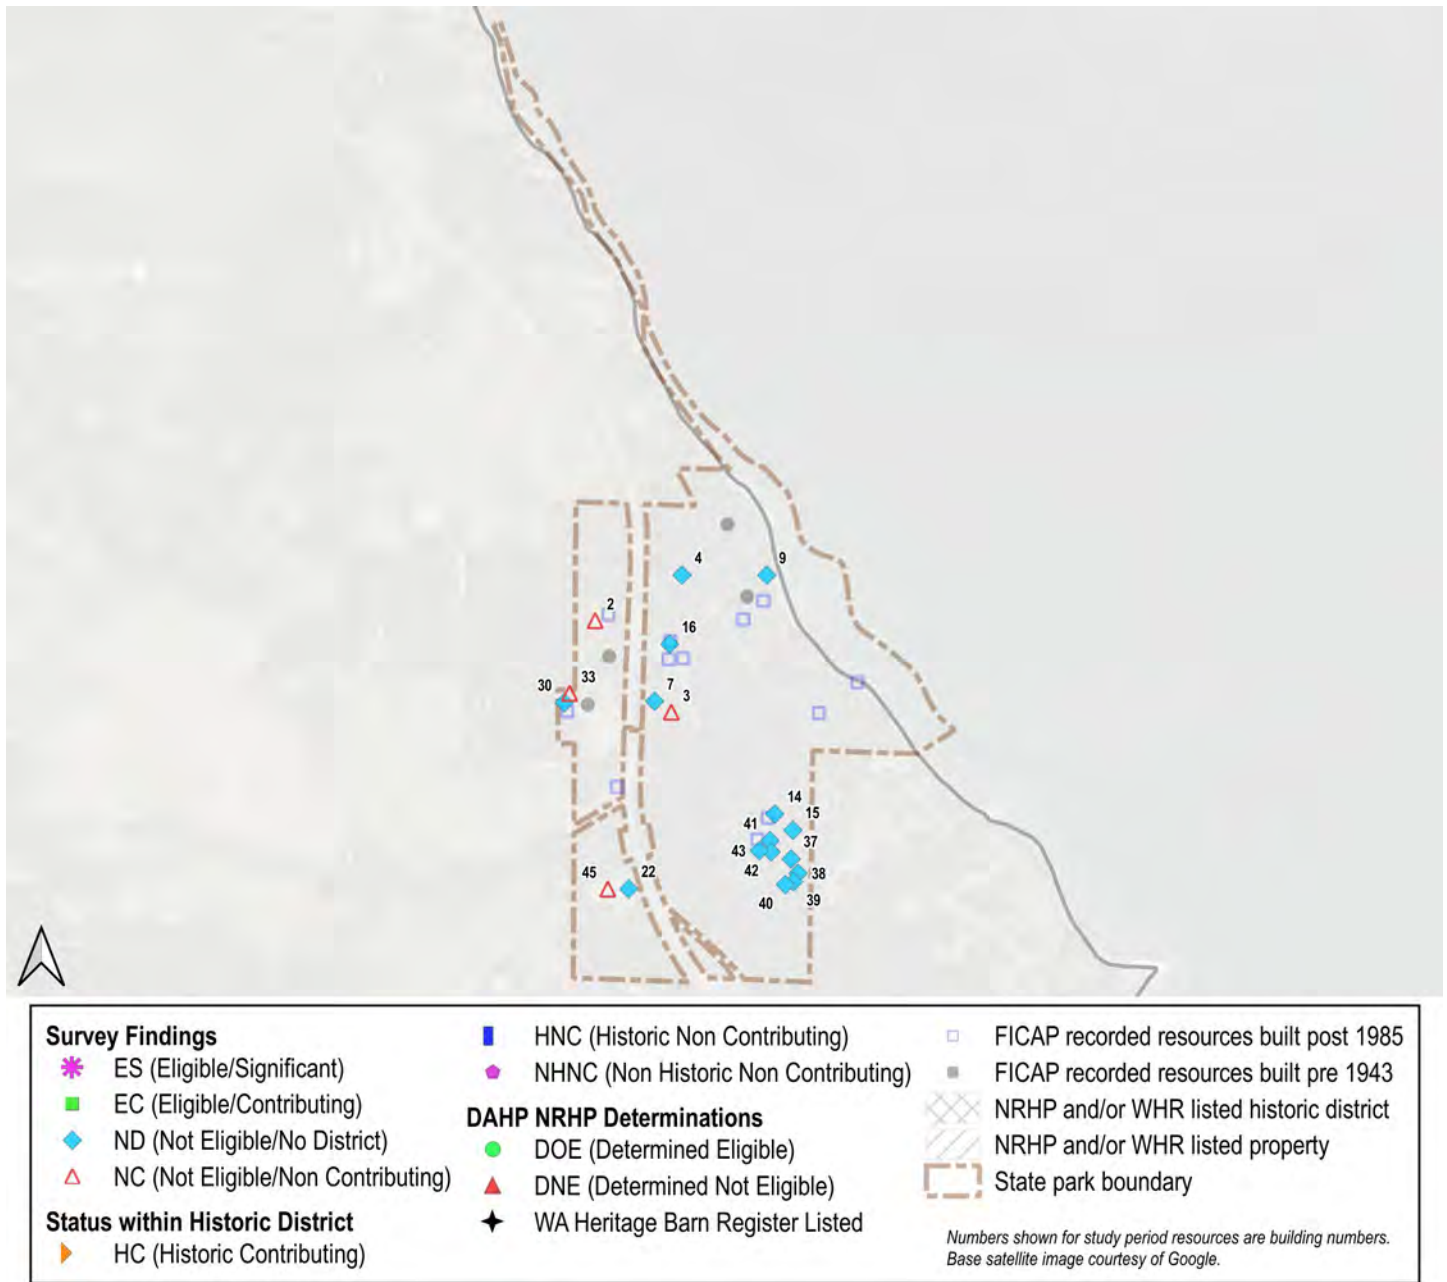 4
9
2
16
33
30
7
3
14
15
41
37
43
42
38
45
22
40
39
Survey Findings
ES (Eligible/Significant)
EC (Eligible/Contributing)
ND (Not Eligible/No District)
NC (Not Eligible/Non Contributing)
Status within Historic District
HC (Historic Contributing)
HNC (Historic Non Contributing)
NHNC (Non Historic Non Contributing)
DAHP NRHP Determinations
DOE (Determined Eligible)
DNE (Determined Not Eligible)
WA Heritage Barn Register Listed
FICAP recorded resources built post 1985
FICAP recorded resources built pre 1943
NRHP and/or WHR listed historic district
NRHP and/or WHR listed property
State park boundary
Numbers shown for study period resources are building numbers.
Base satellite image courtesy of Google.